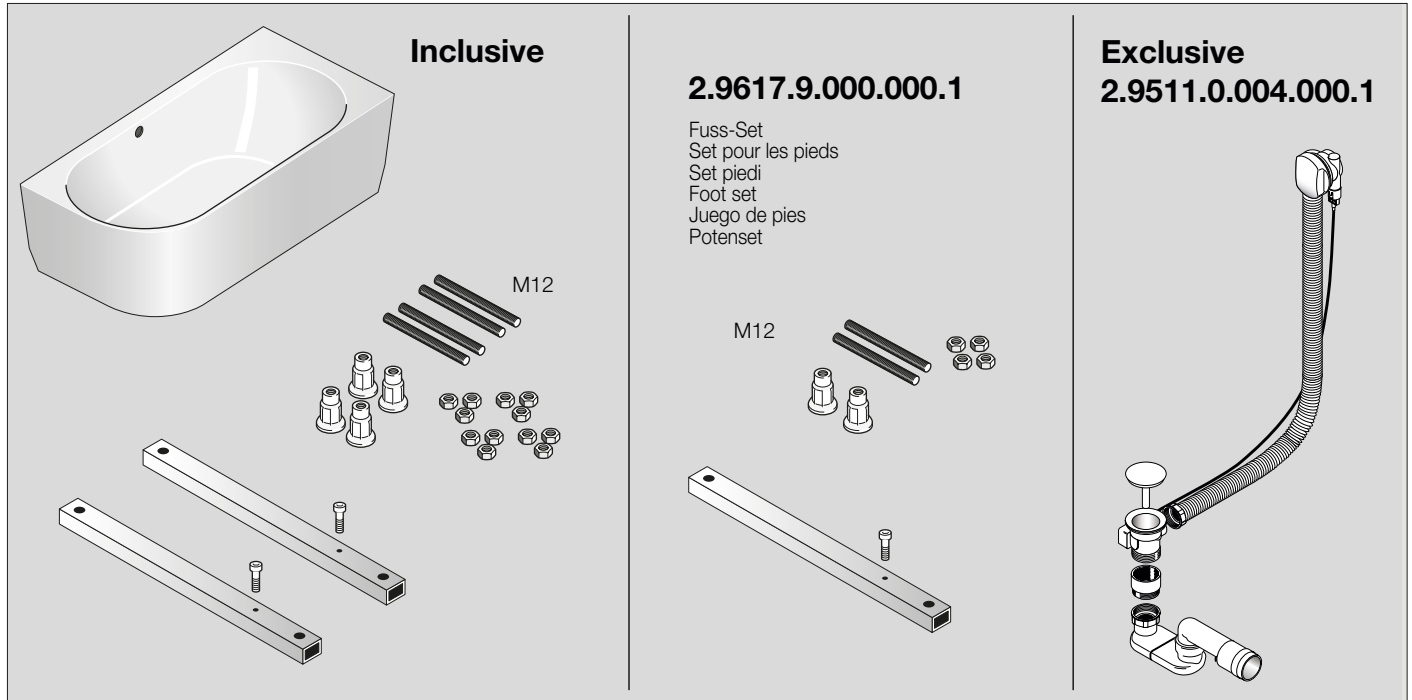 Inclusive
M12
2.9617.9.000.000.1
Fuss-Set
Set pour les pieds
Set piedi
Foot set
Juego de pies
Potenset
M12
Exclusive
2.9511.0.004.000.1